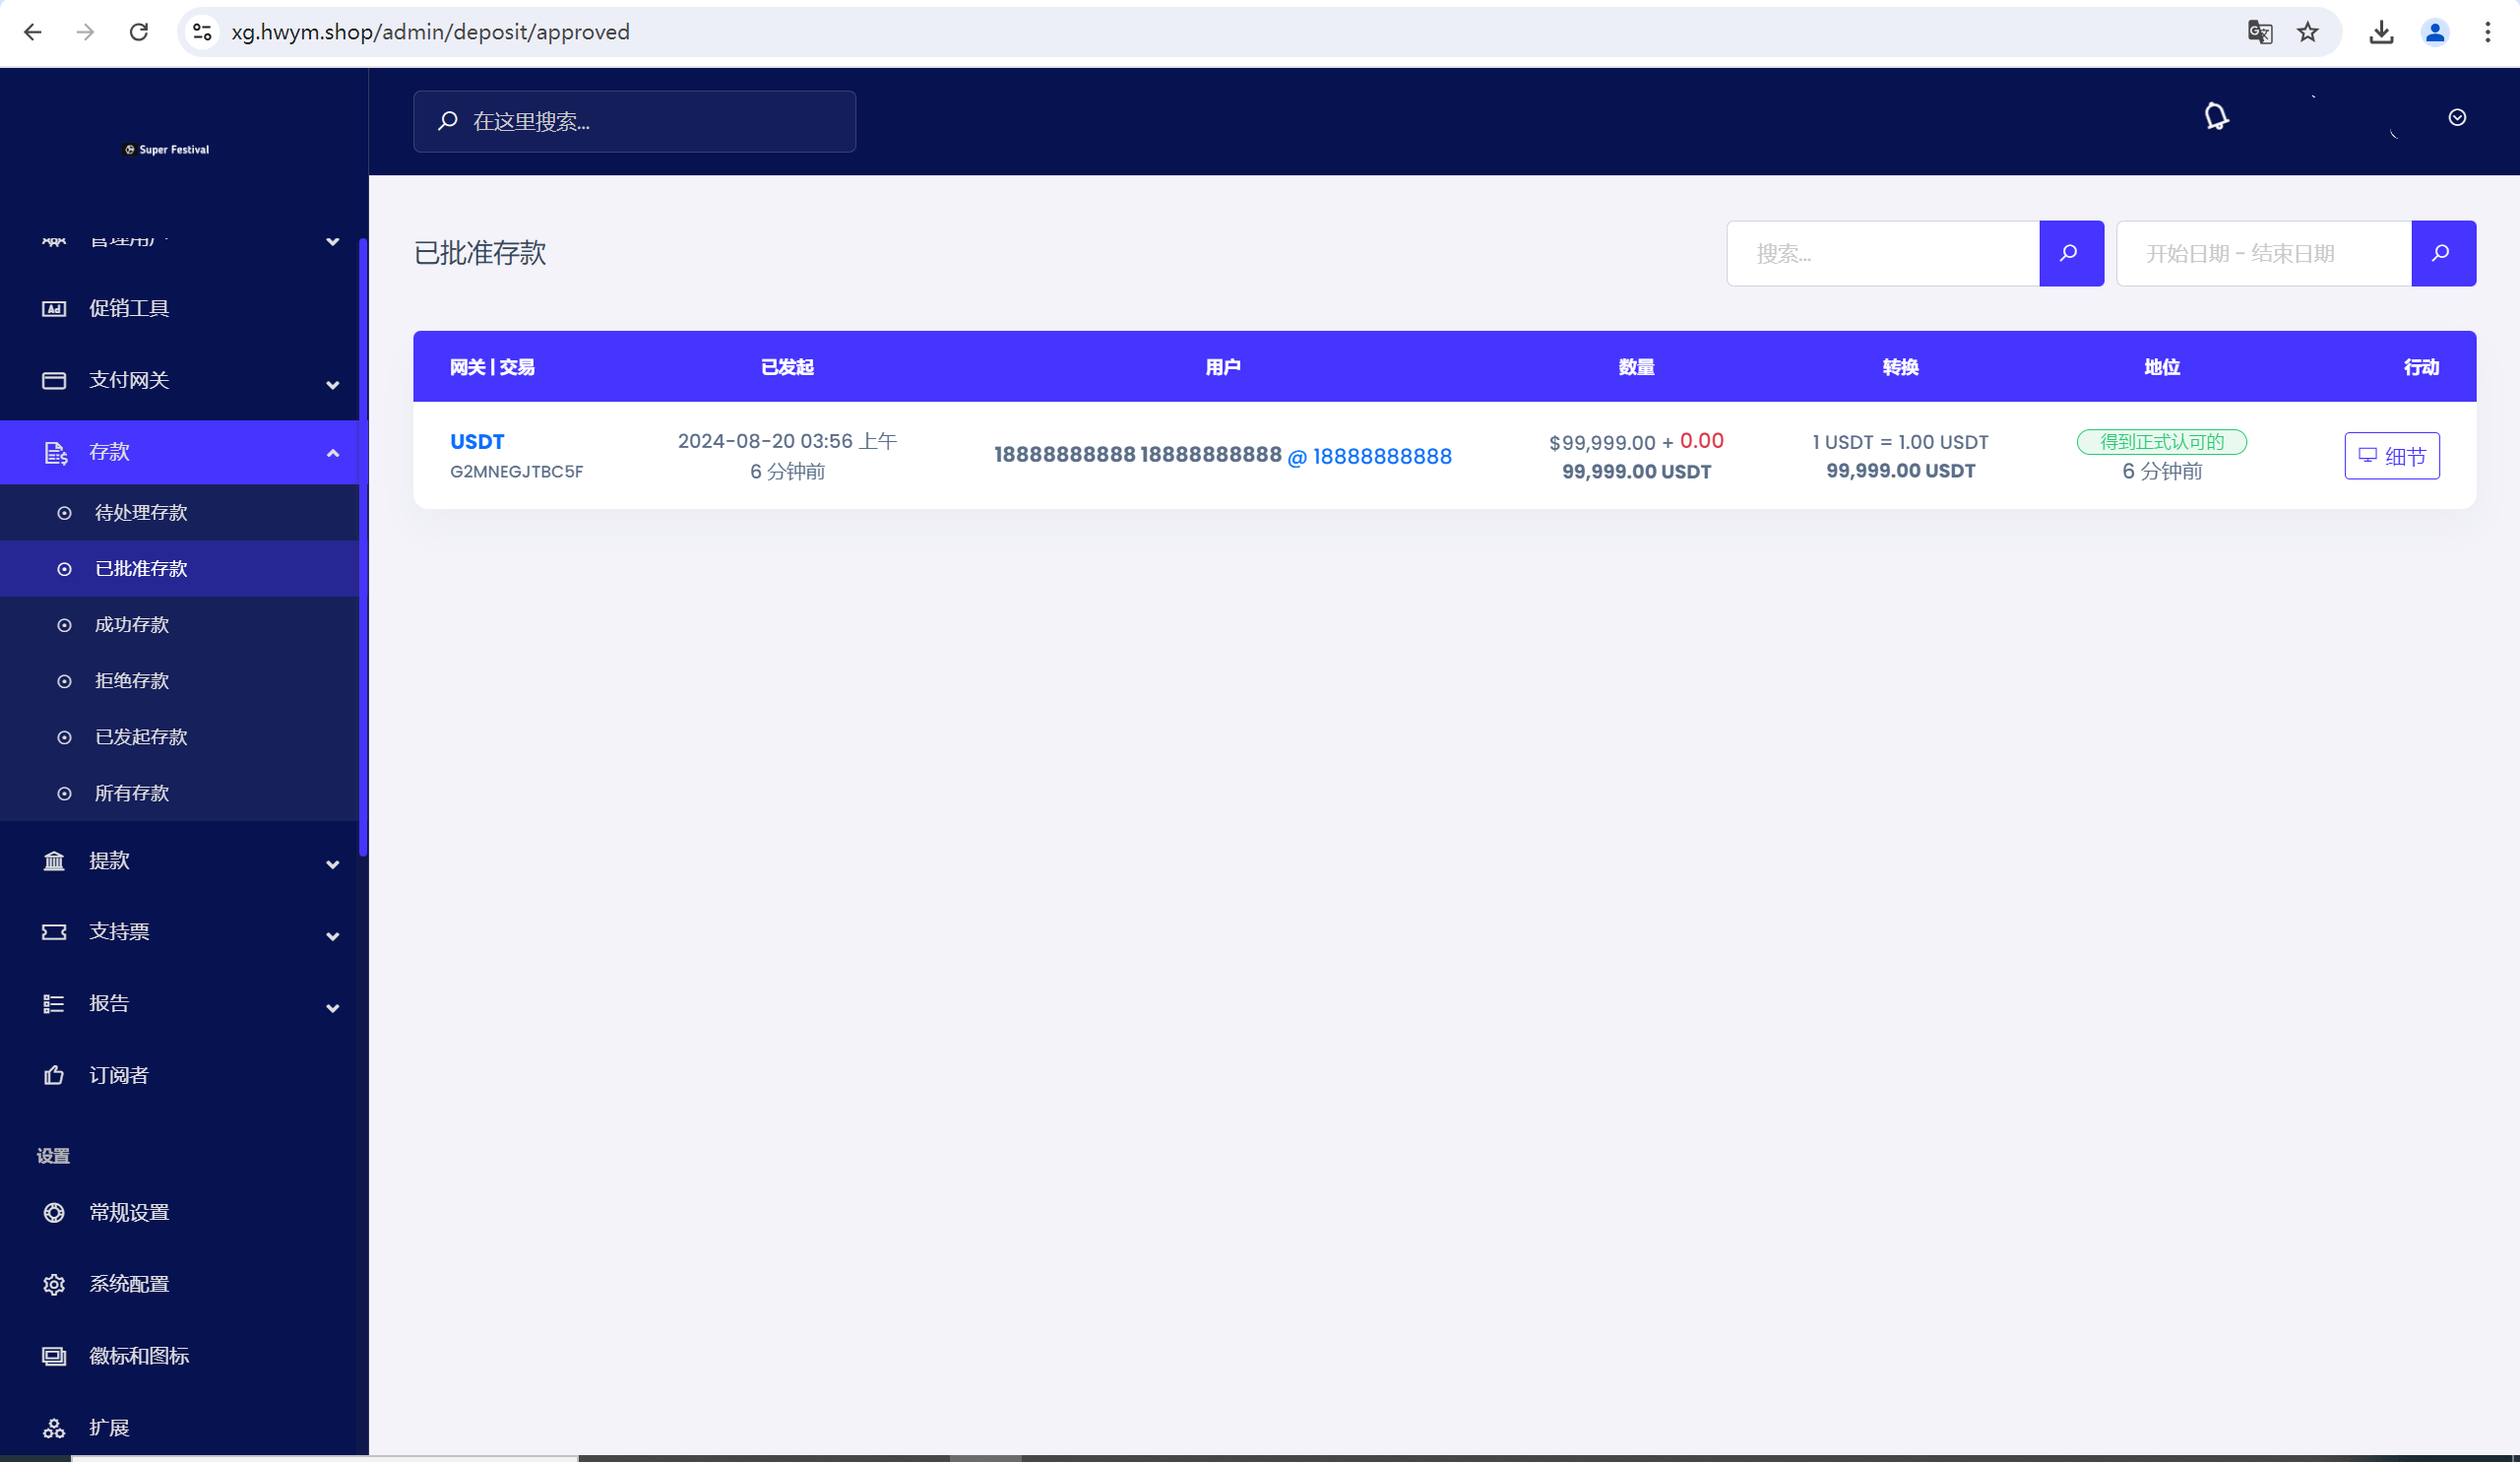 xg.hwym.shop/admin/deposit/approved
Super Festival
在这里搜索...
管理用户
Ad 促销工具
支付网关
存款
待处理存款
已批准存款
成功存款
拒绝存款
已发起存款
所有存款
提款
支持票
报告
订阅者
设置
常规设置
系统配置
徽标和图标
扩展
已批准存款
搜索...
开始日期 - 结束日期
网关 | 交易 已发起 用户 数量 转换 地位 行动
USDT 2024-08-20 03:56 上午 18888888888 18888888888 @ 18888888888 $99,999.00 + 0.00 1 USDT = 1.00 USDT 得到正式认可的 细节
G2MNEGJTBC5F 6 分钟前 99,999.00 USDT 99,999.00 USDT 6 分钟前